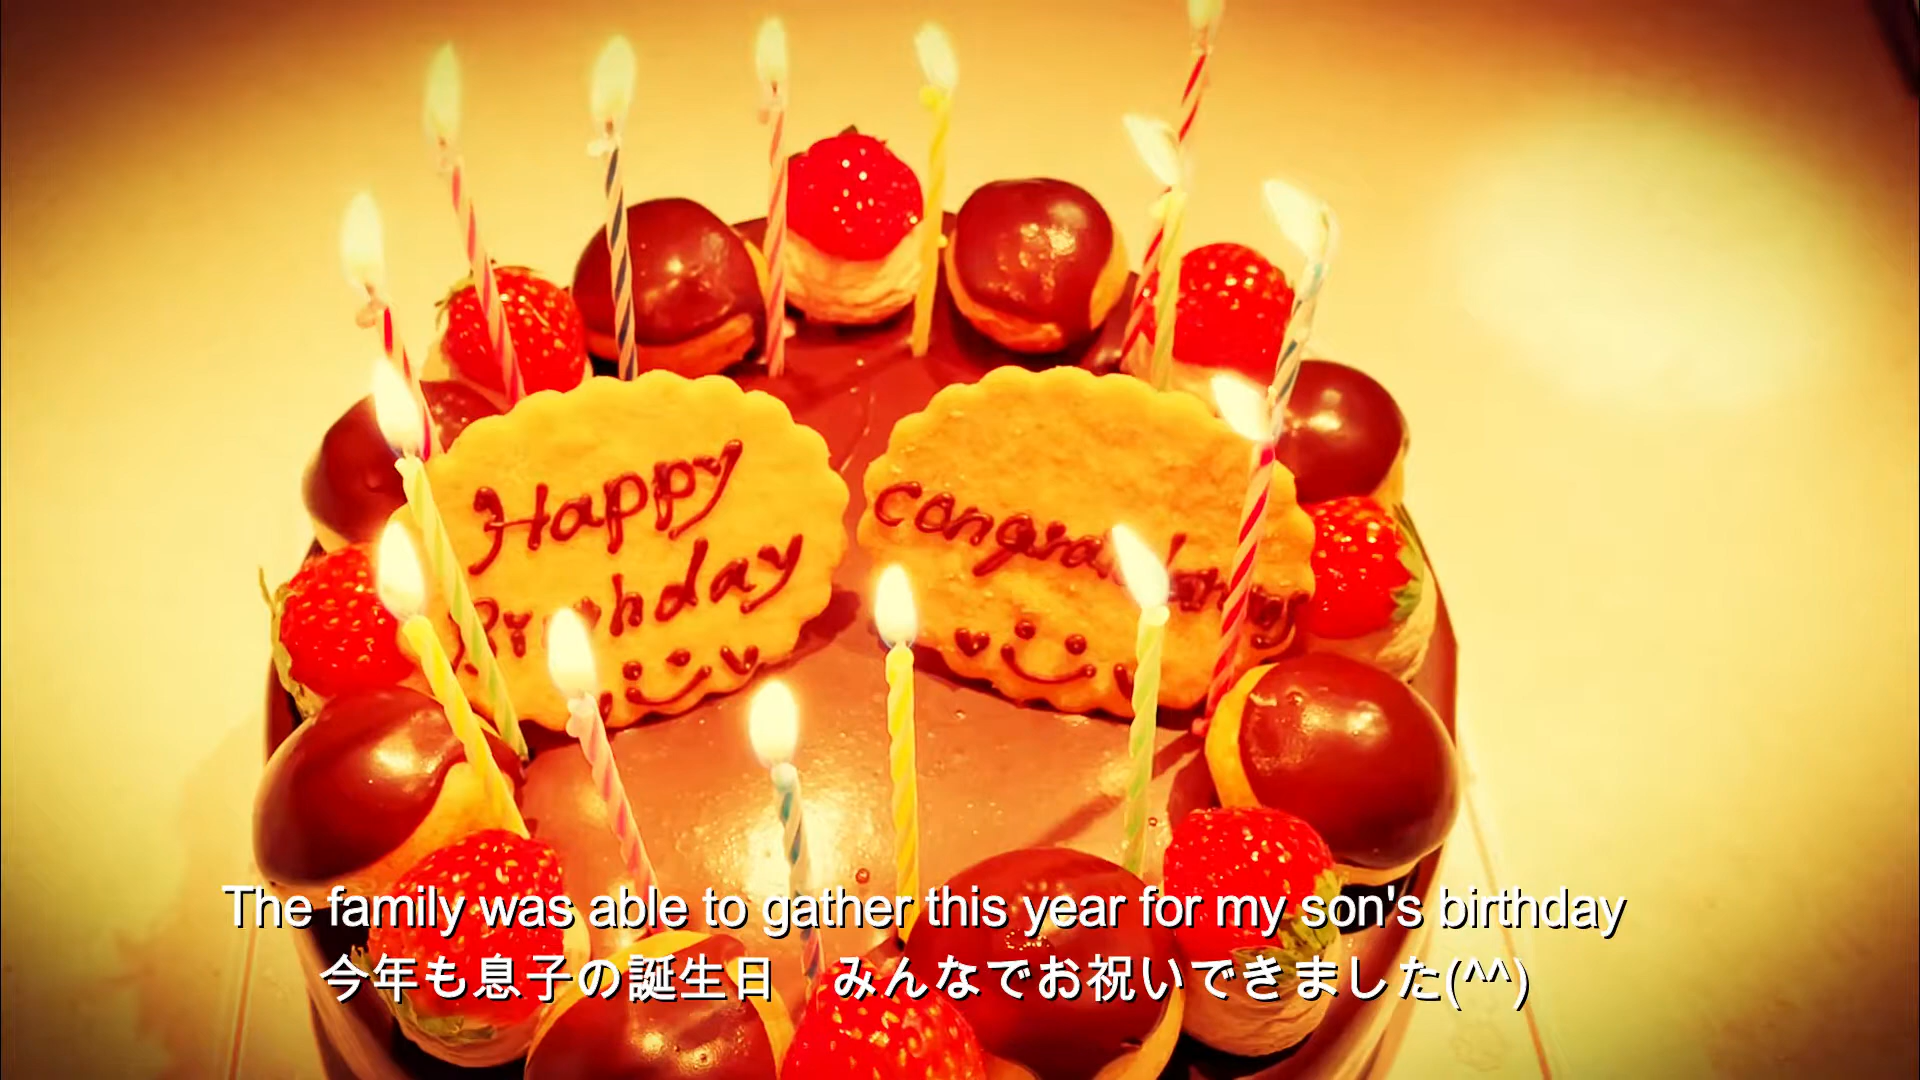 Happy
Birthday
The family was able to gather this year for my son's birthday
今年も息子の誕生日　みんなでお祝いできました(^^)